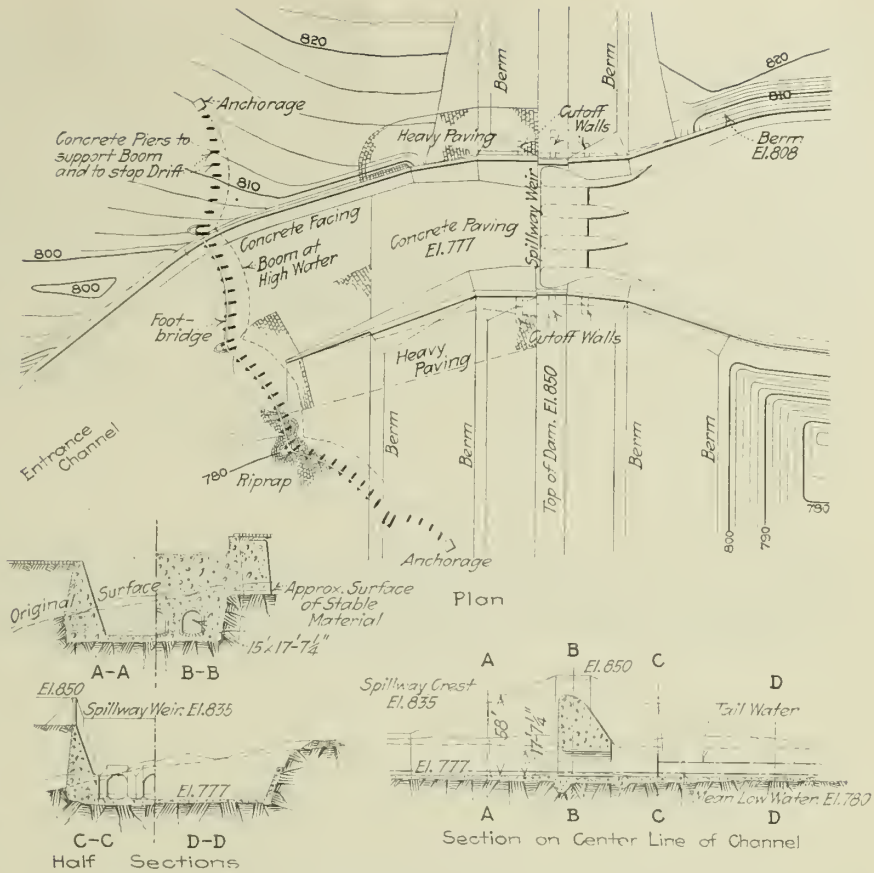 820
Berm
Berm
820
810
Anchorage
Cutoff
Walls
Heavy Paving
Concrete Piers to
support Boom
and to stop Drift
810
Berm
El. 808
Concrete Facing
Boom at
High Water
Concrete Paving
El. 777
Spillway Weir
800
800
Foot-
bridge
Heavy
Paving
Cutoff Walls
Entrance
Channel
780
Riprap
Berm
Berm
Top of Dam. El. 850
Berm
Berm
800
790
780
Anchorage
Plan
Original Surface
Approx. Surface
of Stable
Material
15'x17'-7¼"
A-A
B-B
El. 850
Spillway Weir. El. 835
El. 777
C-C
D-D
Half Sections
A
B
C
D
El. 850
Spillway Crest
El. 835
58'
17'-7¼"
Tail Water
El. 777
Mean Low Water. El. 780
A
B
C
D
Section on Center Line of Channel